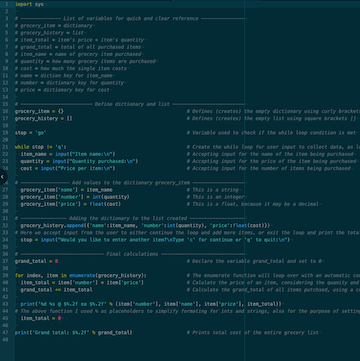 import sys
# ------------- List of variables for quick and clear reference -------------
# grocery_item = dictionary
# grocery_history = list
# item_total = item's price + item's quantity
# grand_total = total of all purchased items
# item_name = name of grocery item purchased
# quantity = how many grocery items are purchased
# cost = how much the single item costs
# name = diction key for item_name
# number = dictionary key for quantity
# price = dictionary key for cost
# ------------- Define dictionary and list -------------
grocery_item = {} # Defines (creates) the empty dictionary using curly brackets
grocery_history = [] # Defines (creates) the empty list using square brackets []
stop = 'go' # Variable used to check if the while loop condition is met
while stop != 'q': # Create the while loop for user input to collect data, as
item_name = input("Item name:\n") # Accepting input for the name of the item being purchased
quantity = input("Quantity purchased:\n") # Accepting input for the price of the item being purchased
cost = input("Price per item:\n") # Accepting input for the number of items being purchased
# ------------- Add values to the dictionary grocery_item -------------
grocery_item['name'] = item_name # This is a string
grocery_item['number'] = int(quantity) # This is an integer
grocery_item['price'] = float(cost) # This is a float, because it may be a decimal
# ------------- Adding the dictionary to the list created -------------
grocery_history.append({'name':item_name, 'number':int(quantity), 'price':float(cost)})
# Here we accept input from the user to either continue the loop and add more items, or exit the loop and print the total
stop = input("Would you like to enter another item?\nType 'c' for continue or 'q' to quit:\n")
# ------------- Final calculations -------------
grand_total = 0 # Declare the variable grand_total and set to 0
for index, item in enumerate(grocery_history): # The enumerate function will loop over with an automatic
item_total = item['number'] * item['price'] # Calulate the price of an item, considering the quantity
grand_total += item_total # Calculate the grand_total of all items puchased, using a
print('%d %s @ $%.2f ea $%.2f' % (item['number'], item['name'], item['price'], item_total))
# The above function I used %s as placeholders to simplify formating for ints and strings, also for the purpose of
item_total = 0
print('Grand total: $%.2f' % grand_total) # Prints total cost of the entire grocery list